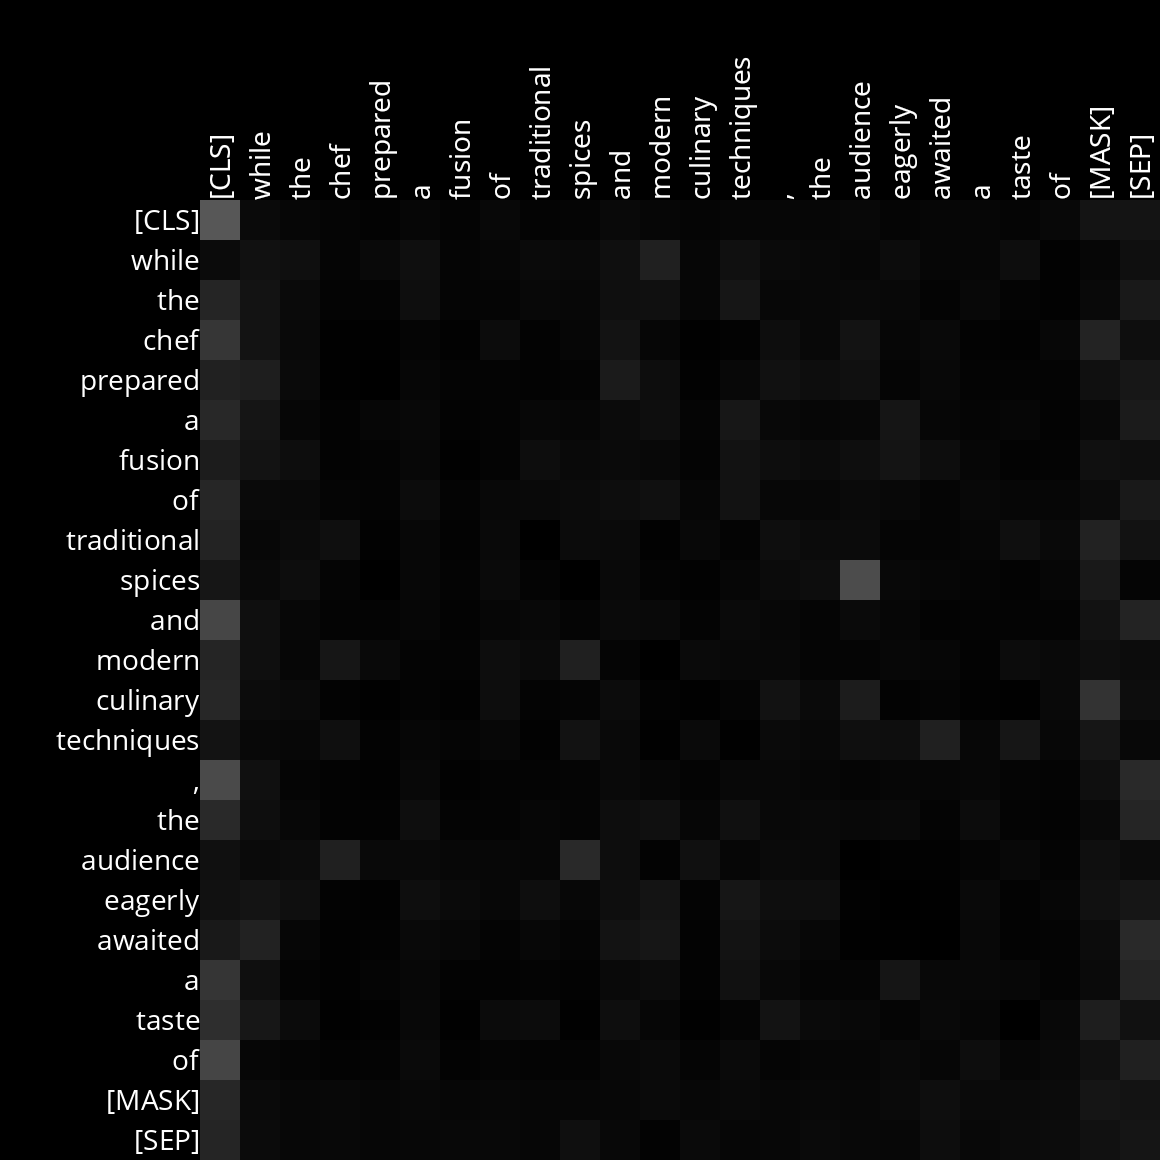 [CLS] while the chef prepared a fusion of traditional spices and modern culinary techniques , the audience eagerly awaited a taste of [MASK] [SEP]
[CLS]
while
the
chef
prepared
a
fusion
of
traditional
spices
and
modern
culinary
techniques
,
the
audience
eagerly
awaited
a
taste
of
[MASK]
[SEP]